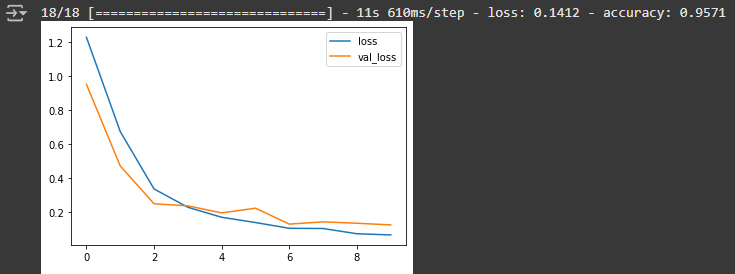 18/18 [==============================] - 11s 610ms/step - loss: 0.1412 - accuracy: 0.9571
loss
val_loss
1.2
1.0
0.8
0.6
0.4
0.2
0 2 4 6 8